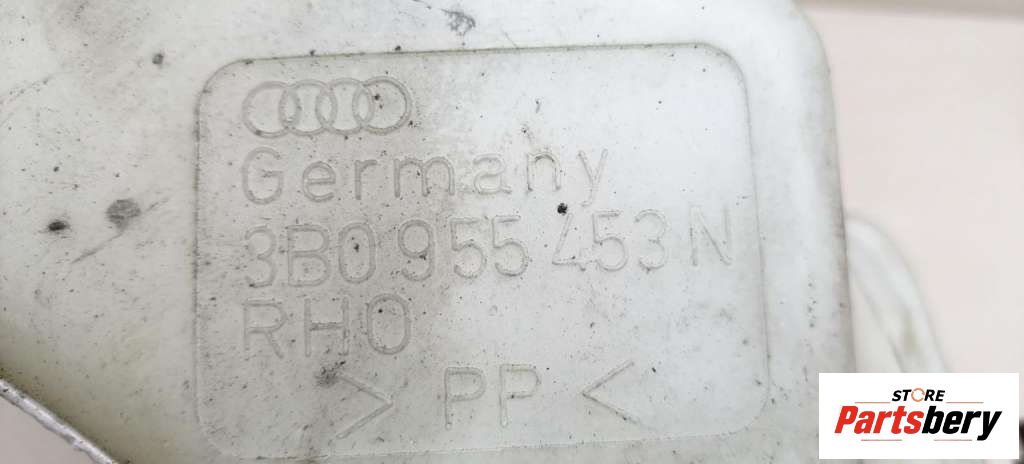 Germany
3B0 955 453 N
RHO
> PP <
STORE
Partsbery